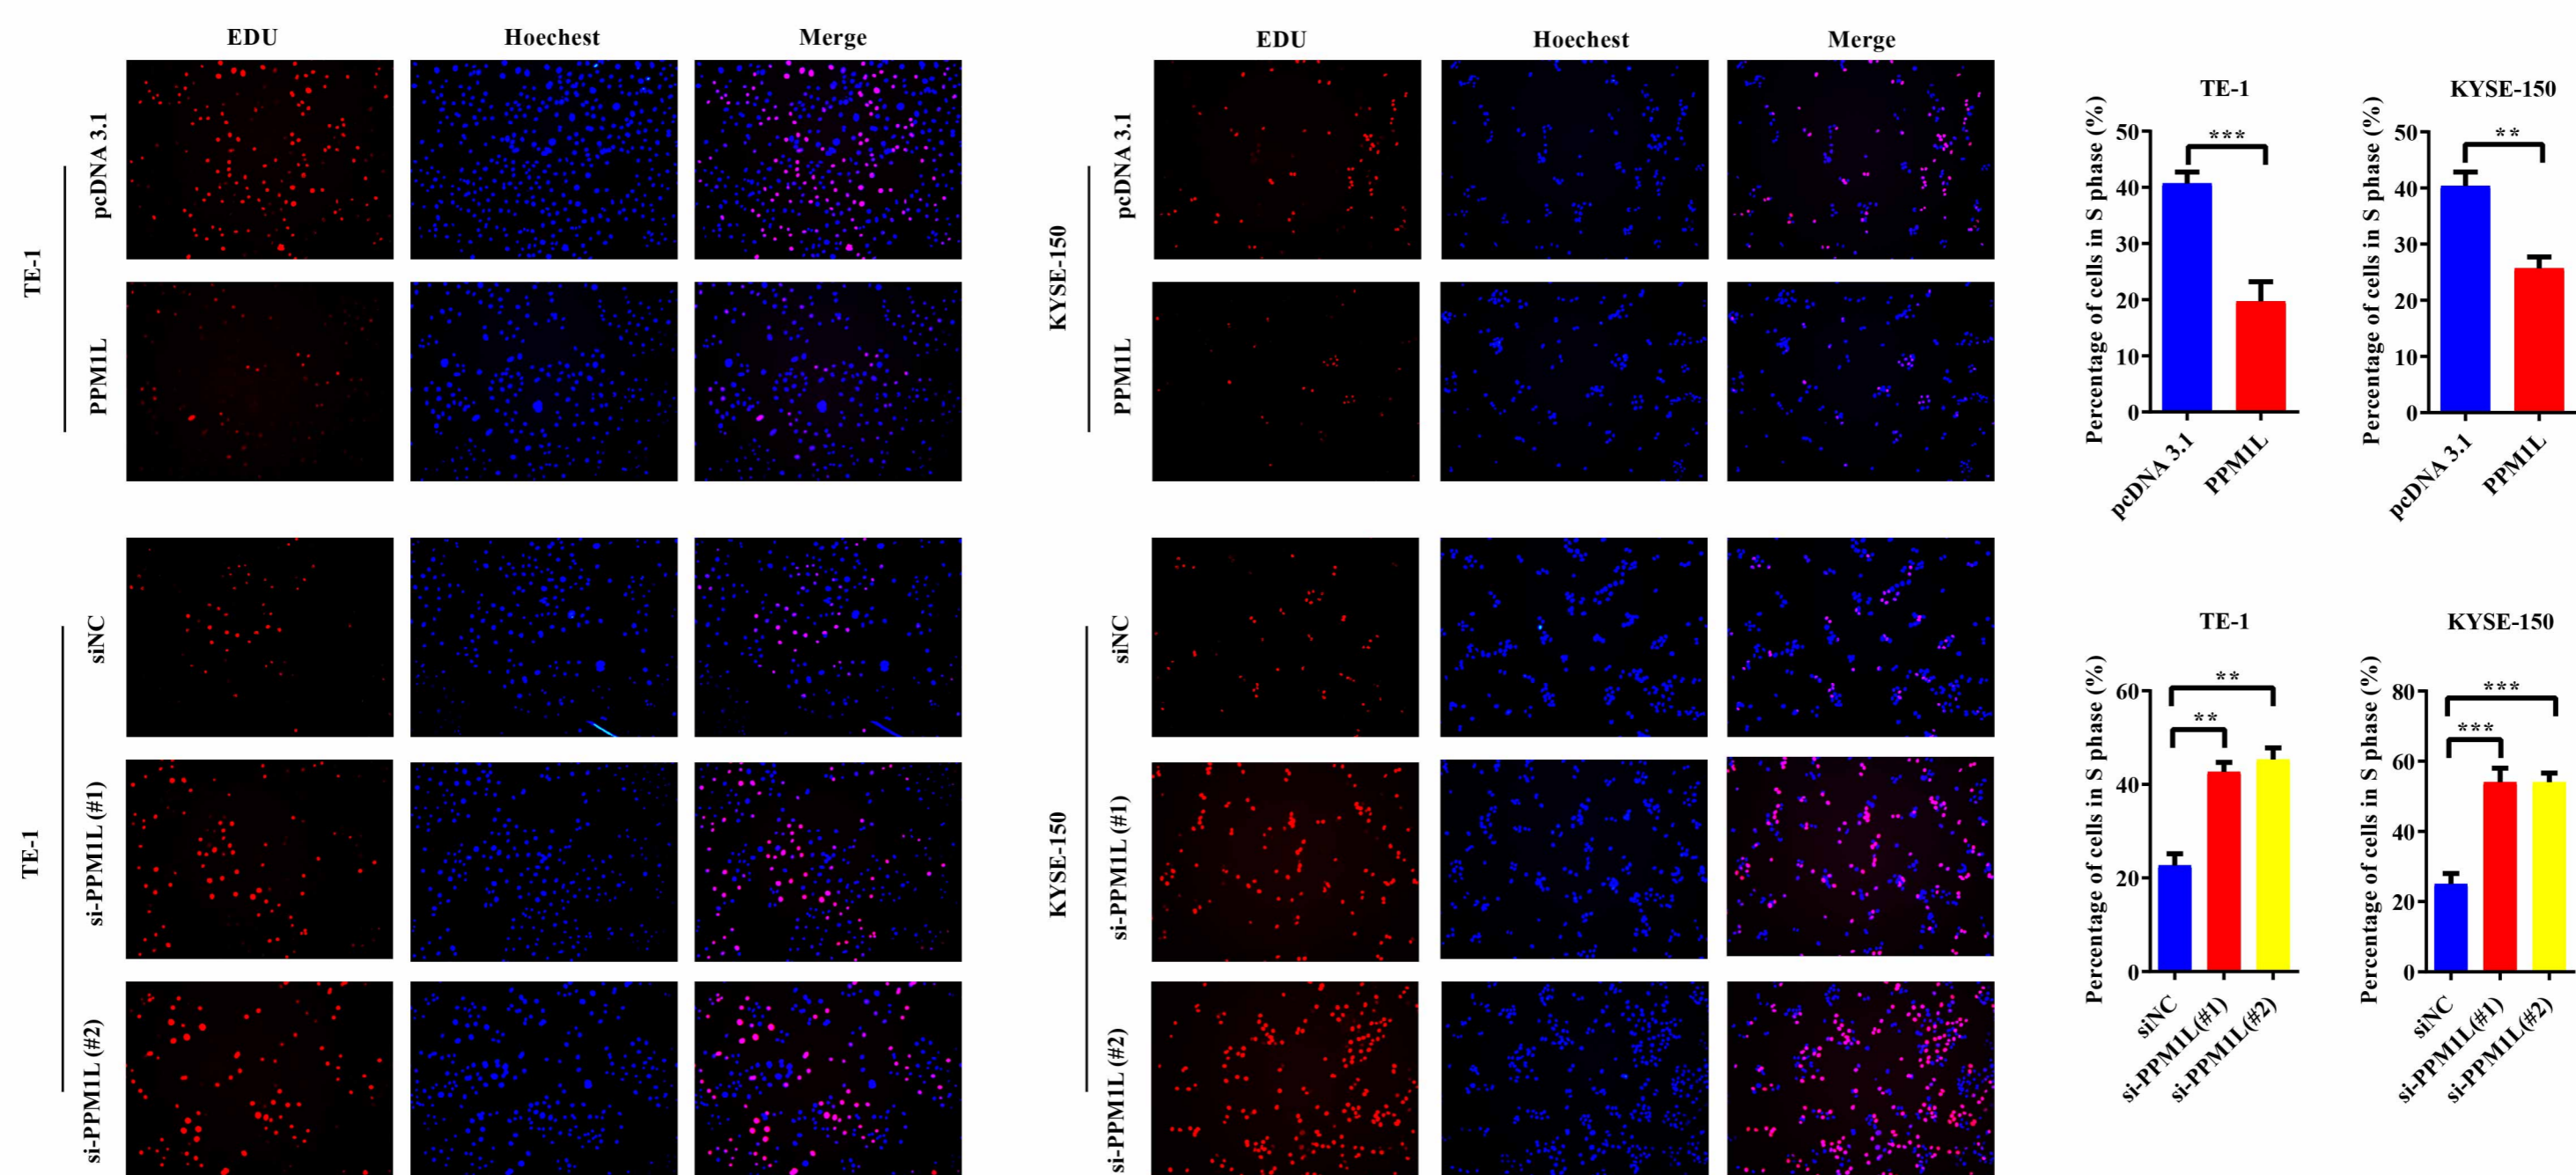 EDU Hoechest Merge
TE-1
pcDNA 3.1
PPM1L
EDU Hoechest Merge
KYSE-150
pcDNA 3.1
PPM1L
TE-1
Percentage of cells in S phase (%)
50
40
30
20
10
0
***
pcDNA 3.1
PPM1L
KYSE-150
Percentage of cells in S phase (%)
50
40
30
20
10
0
**
pcDNA 3.1
PPM1L
TE-1
siNC
si-PPM1L (#1)
si-PPM1L (#2)
KYSE-150
siNC
si-PPM1L (#1)
si-PPM1L (#2)
TE-1
Percentage of cells in S phase (%)
60
40
20
0
**
**
siNC
si-PPM1L(#1)
si-PPM1L(#2)
KYSE-150
Percentage of cells in S phase (%)
80
60
40
20
0
***
***
siNC
si-PPM1L(#1)
si-PPM1L(#2)